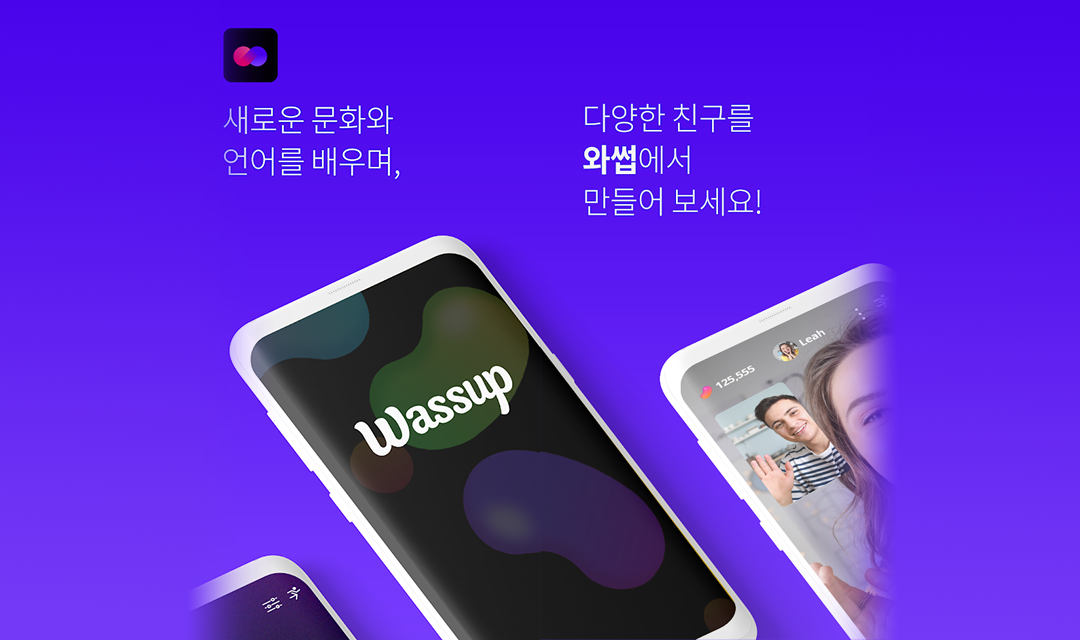 새로운 문화와
언어를 배우며,
다양한 친구를
와썹에서
만들어 보세요!
Wassup
125,555
Leah